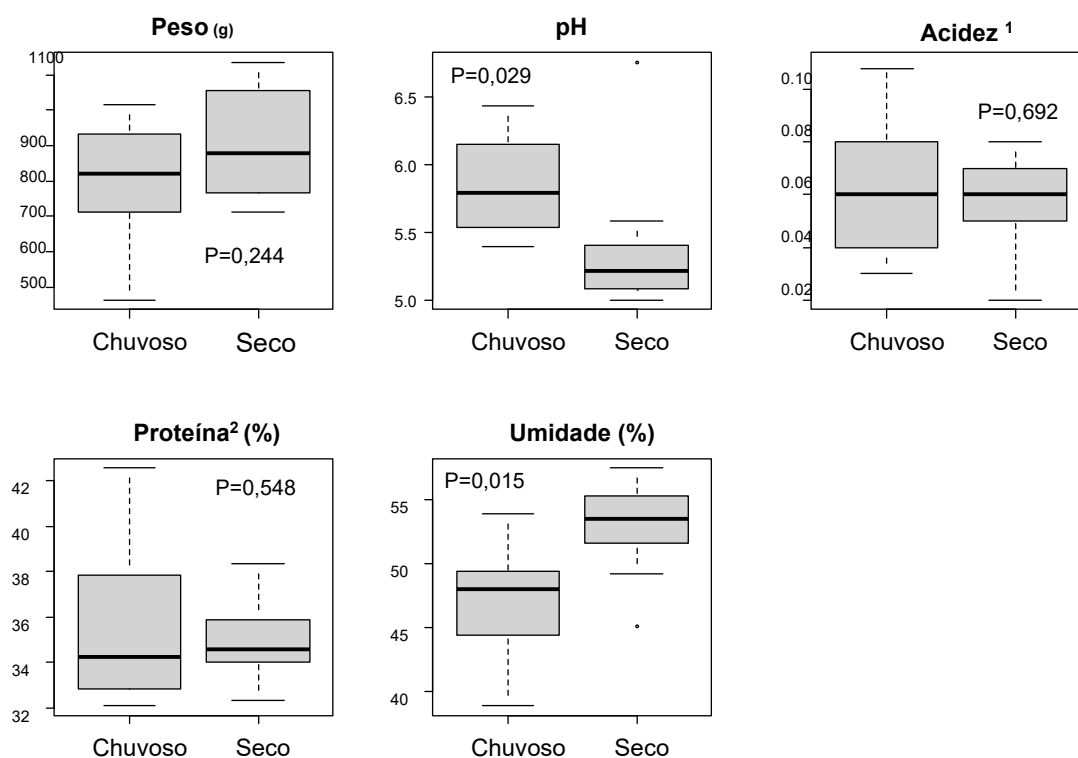 Peso (g)
1100
900
800
700
600
500
P=0,244
Chuvoso Seco
pH
6.5
6.0
5.5
5.0
P=0,029
Chuvoso Seco
Acidez ¹
0.10
0.08
0.06
0.04
0.02
P=0,692
Chuvoso Seco
Proteína² (%)
42
40
38
36
34
32
P=0,548
Chuvoso Seco
Umidade (%)
55
50
45
40
P=0,015
Chuvoso Seco